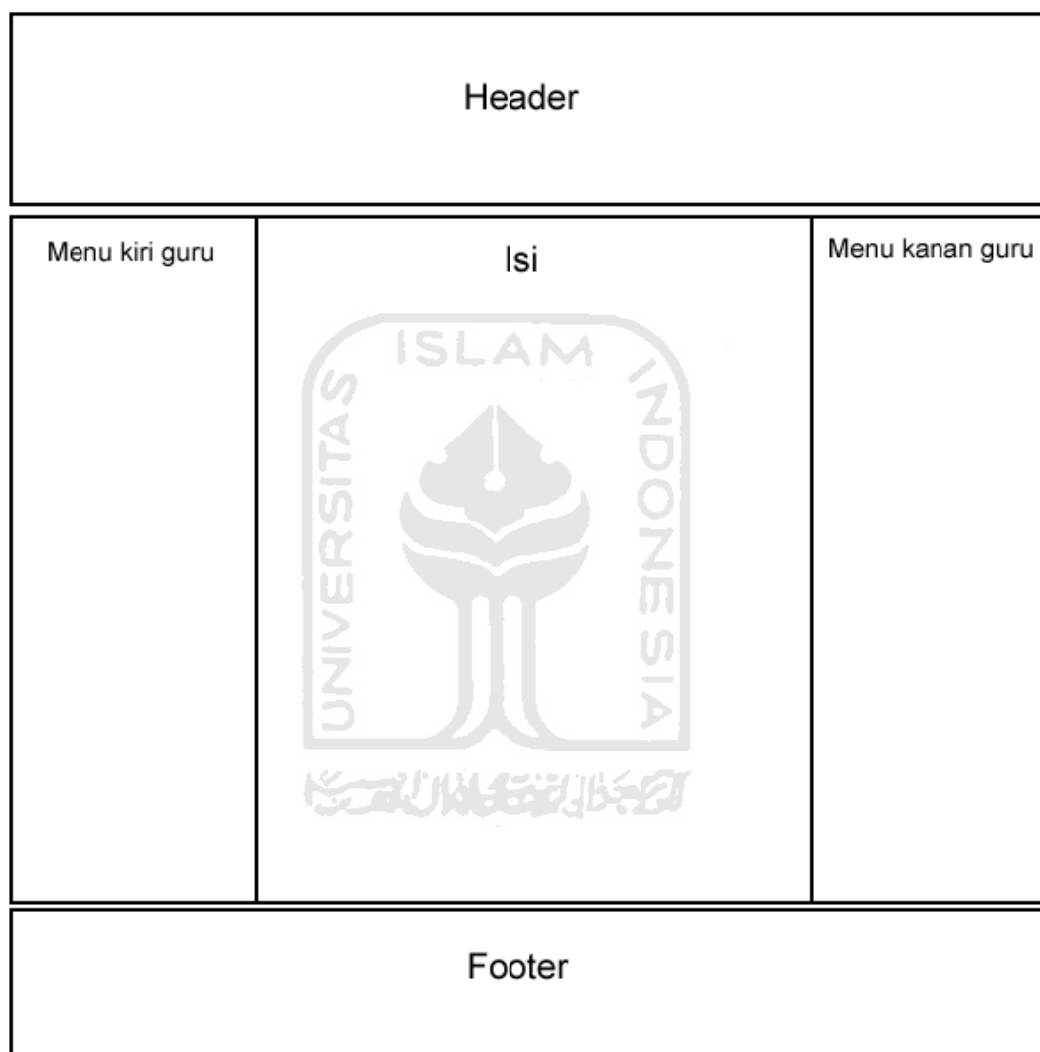 Header
Menu kiri guru
Isi
Menu kanan guru
ISLAM
UNIVERSITAS
INDONESIA
Footer